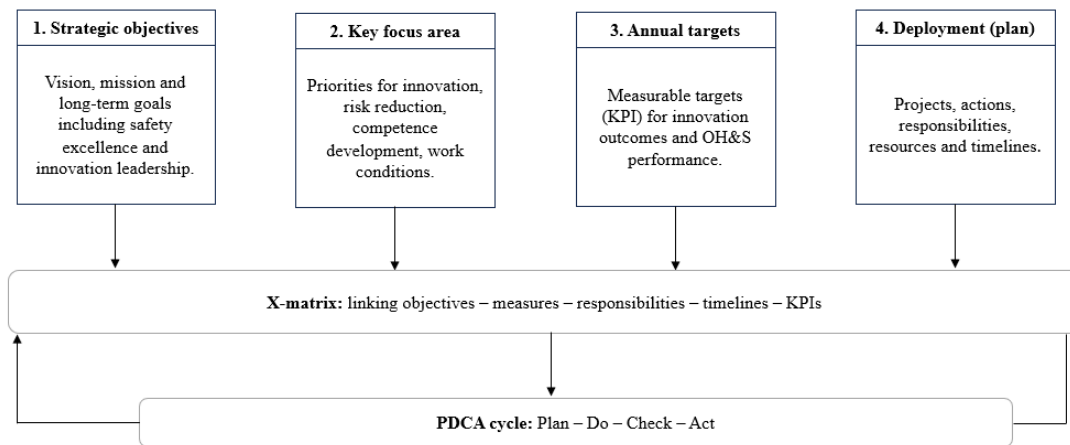 1. Strategic objectives
Vision, mission and
long-term goals
including safety
excellence and
innovation leadership.
2. Key focus area
Priorities for innovation,
risk reduction,
competence
development, work
conditions.
3. Annual targets
Measurable targets
(KPI) for innovation
outcomes and OH&S
performance.
4. Deployment (plan)
Projects, actions,
responsibilities,
resources and timelines.
X-matrix: linking objectives – measures – responsibilities – timelines – KPIs
PDCA cycle: Plan – Do – Check – Act